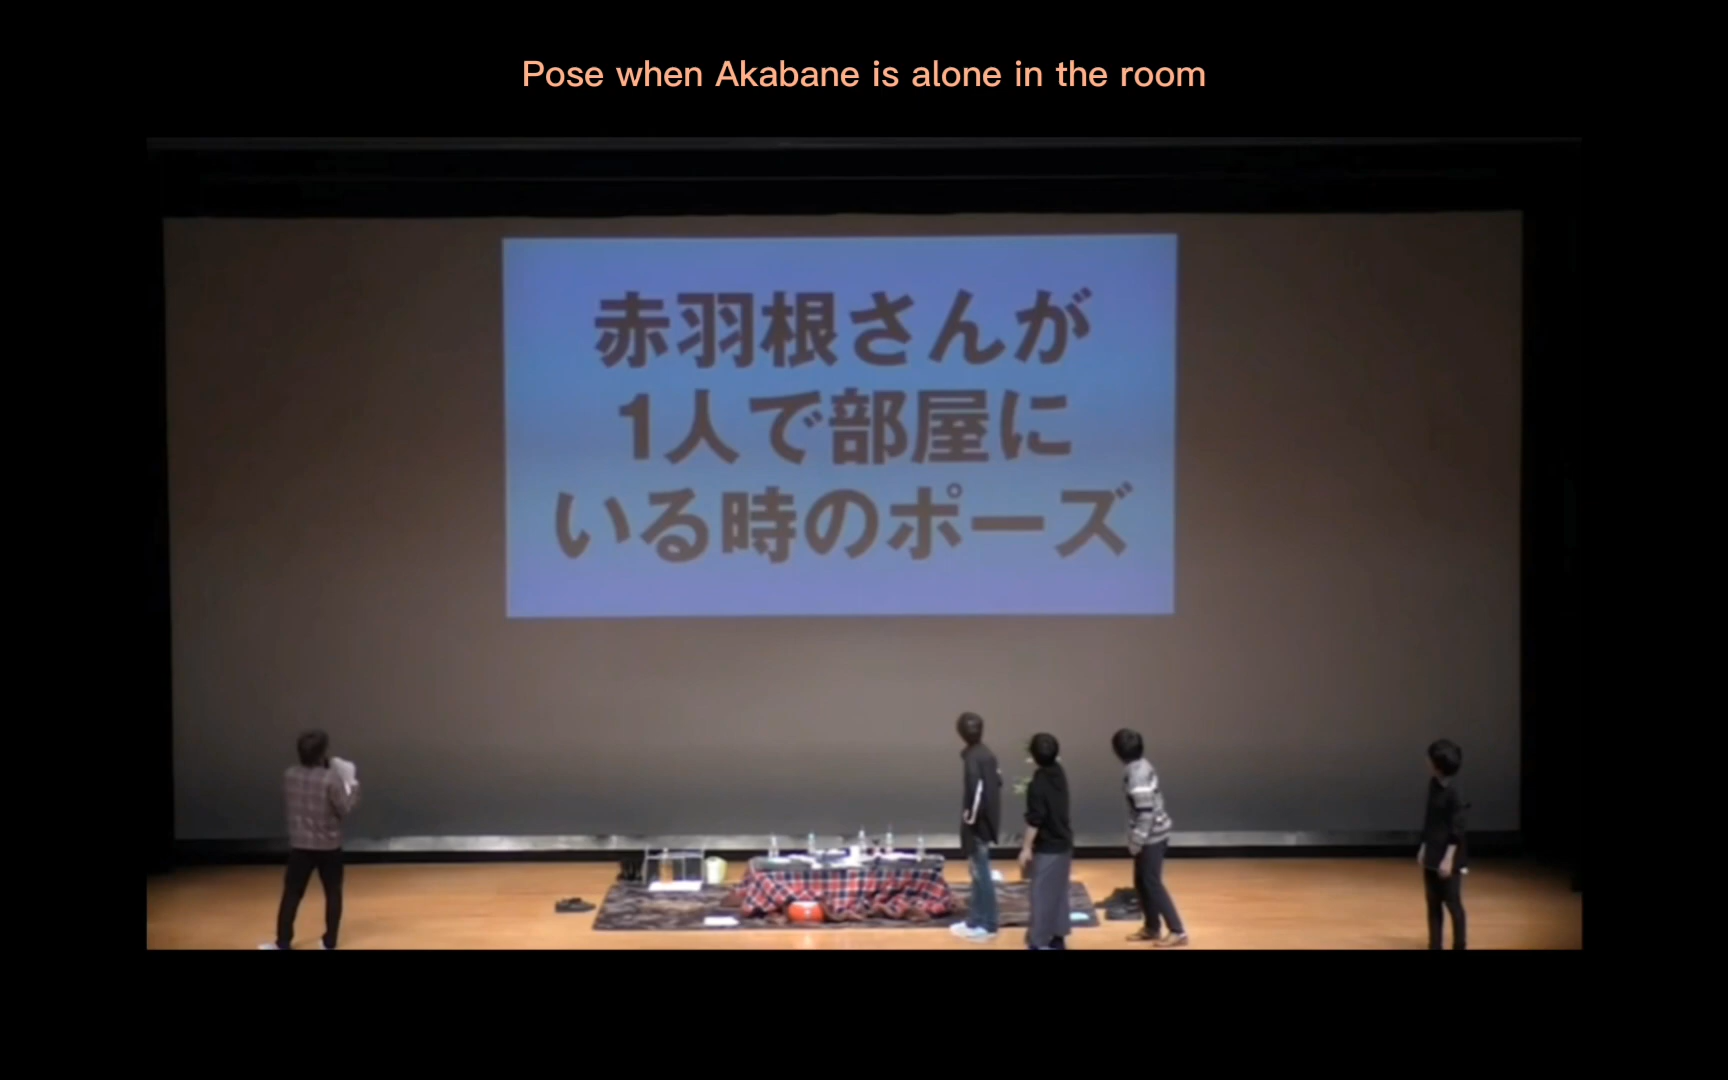 Pose when Akabane is alone in the room
赤羽根さんが
1人で部屋に
いる時のポーズ